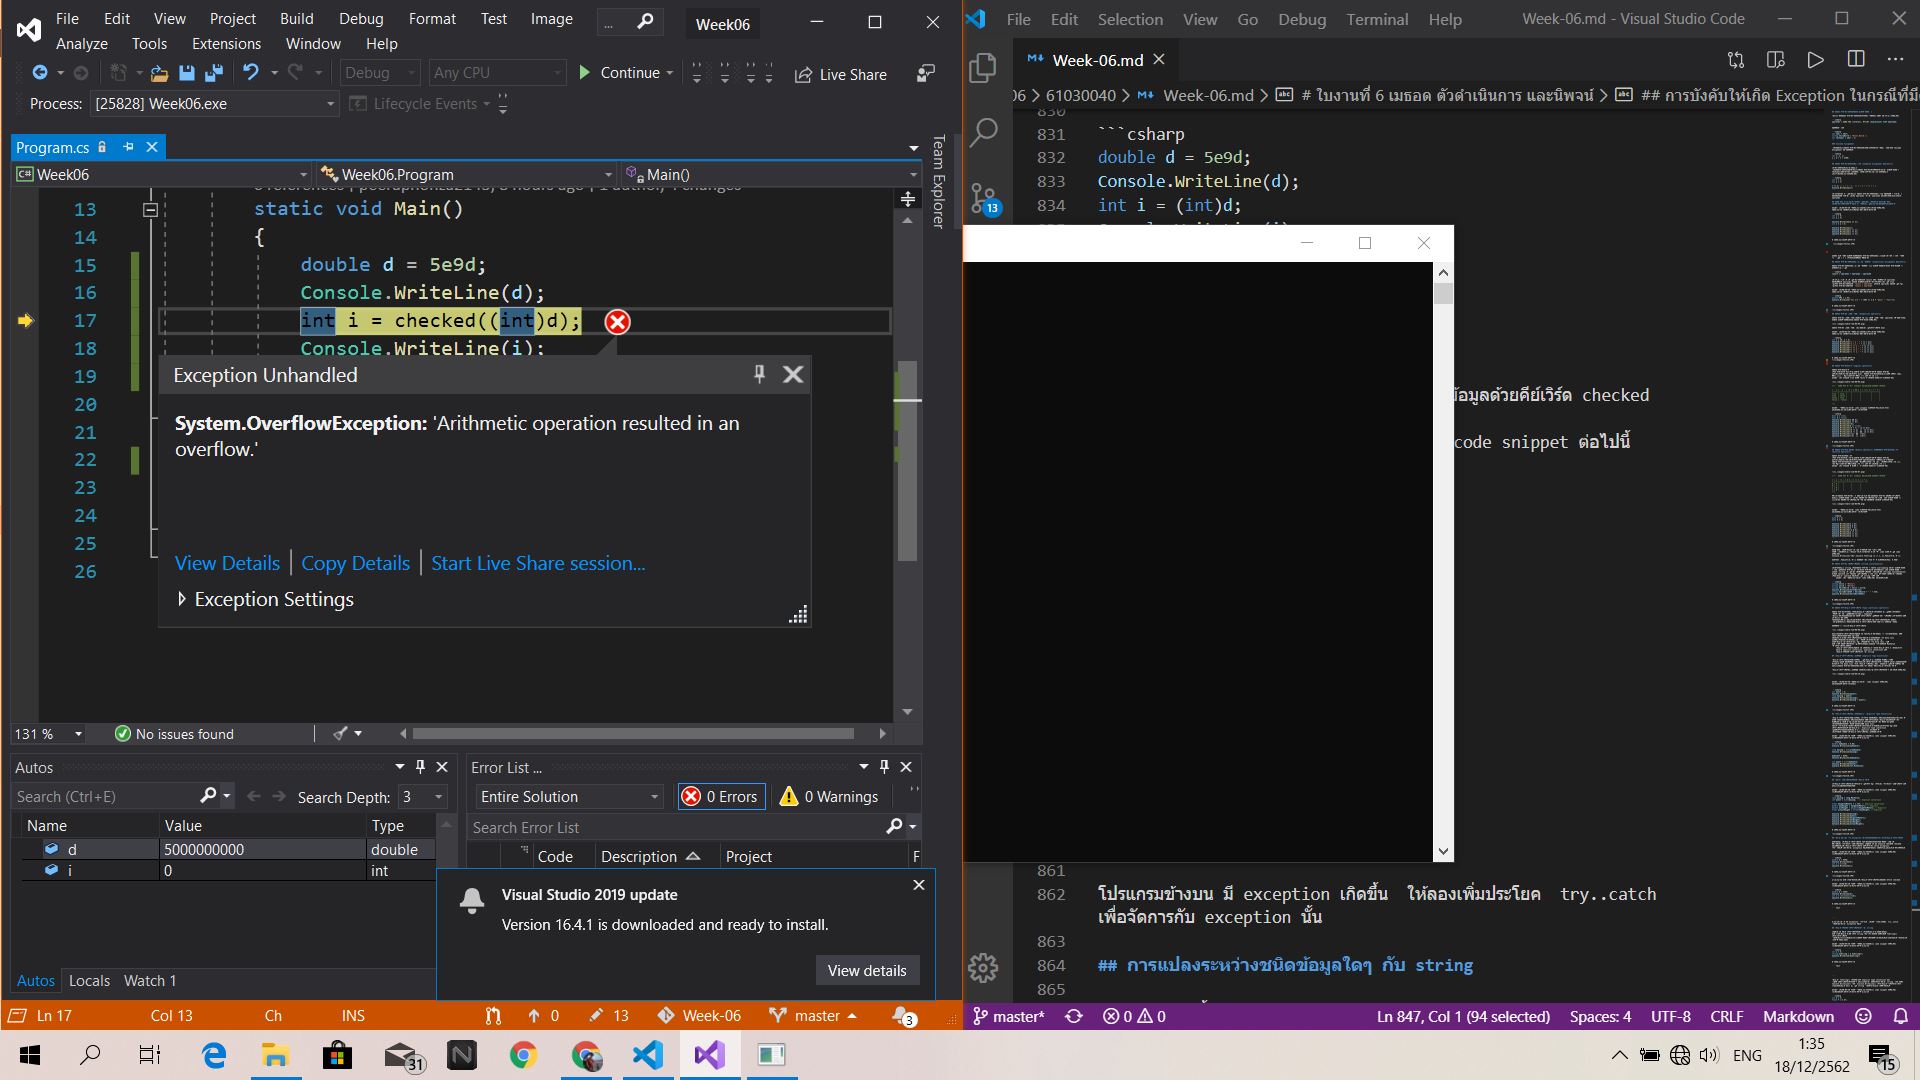 File Edit View Project Build Debug Format Test Image
Analyze Tools Extensions Window Help
... Week06
Debug Any CPU Continue Live Share
Process: [25828] Week06.exe Lifecycle Events
Program.cs
Week06 Week06.Program Main()
Team Explorer
13 static void Main()
14 {
15 double d = 5e9d;
16 Console.WriteLine(d);
17 int i = checked((int)d);
18 Console.WriteLine(i);
19
20
21
22
23
24
25
26
Exception Unhandled
System.OverflowException: 'Arithmetic operation resulted in an
overflow.'
View Details | Copy Details | Start Live Share session...
Exception Settings
131 % No issues found
Autos
Search (Ctrl+E) Search Depth: 3
Name Value Type
d 5000000000 double
i 0 int
Autos Locals Watch 1
Error List ...
Entire Solution 0 Errors 0 Warnings
Search Error List
Code Description Project F
Visual Studio 2019 update
Version 16.4.1 is downloaded and ready to install.
View details
Ln 17 Col 13 Ch INS 0 13 Week-06 master 3
File Edit Selection View Go Debug Terminal Help Week-06.md - Visual Studio Code
Week-06.md
06 > 61030040 > Week-06.md > # ใบงานที่ 6 เมธอด ตัวดำเนินการ และนิพจน์ > ## การบังคับให้เกิด Exception ในกรณีที่มี
13
830
831 ```csharp
832 double d = 5e9d;
833 Console.WriteLine(d);
834 int i = (int)d;
ข้อมูลด้วยคีย์เวิร์ด checked
code snippet ต่อไปนี้
861
862 โปรแกรมข้างบน มี exception เกิดขึ้น ให้ลองเพิ่มประโยค try..catch
เพื่อจัดการกับ exception นั้น
863
864 ## การแปลงระหว่างชนิดข้อมูลใดๆ กับ string
865
master* 0 0 Ln 847, Col 1 (94 selected) Spaces: 4 UTF-8 CRLF Markdown
31 ENG 1:35
18/12/2562 15